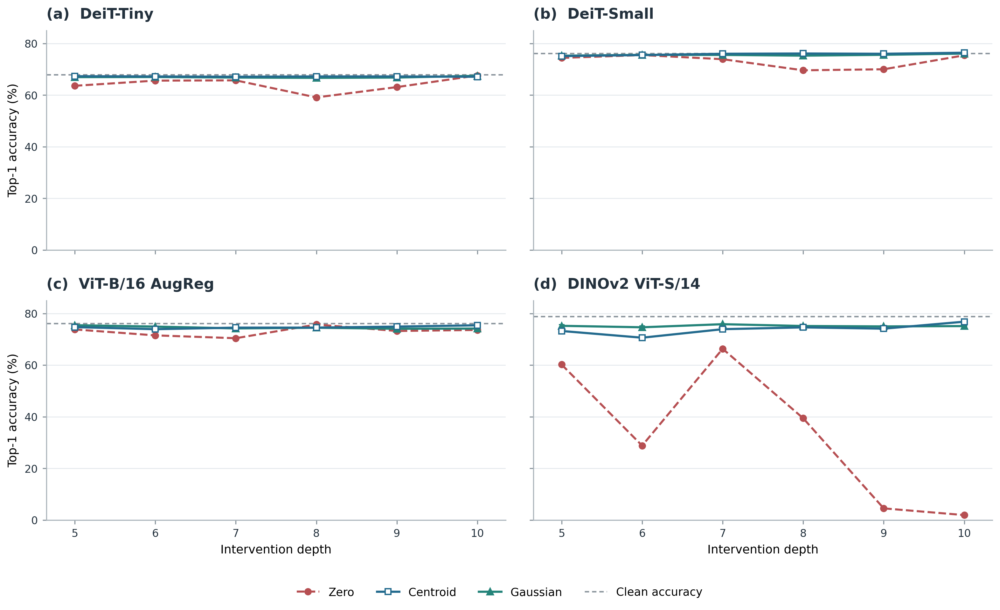 (a) DeiT-Tiny
(b) DeiT-Small
Top-1 accuracy (%)
80
60
40
20
0
(c) ViT-B/16 AugReg
(d) DINOv2 ViT-S/14
Top-1 accuracy (%)
80
60
40
20
0
5 6 7 8 9 10
5 6 7 8 9 10
Intervention depth
Intervention depth
Zero Centroid Gaussian Clean accuracy